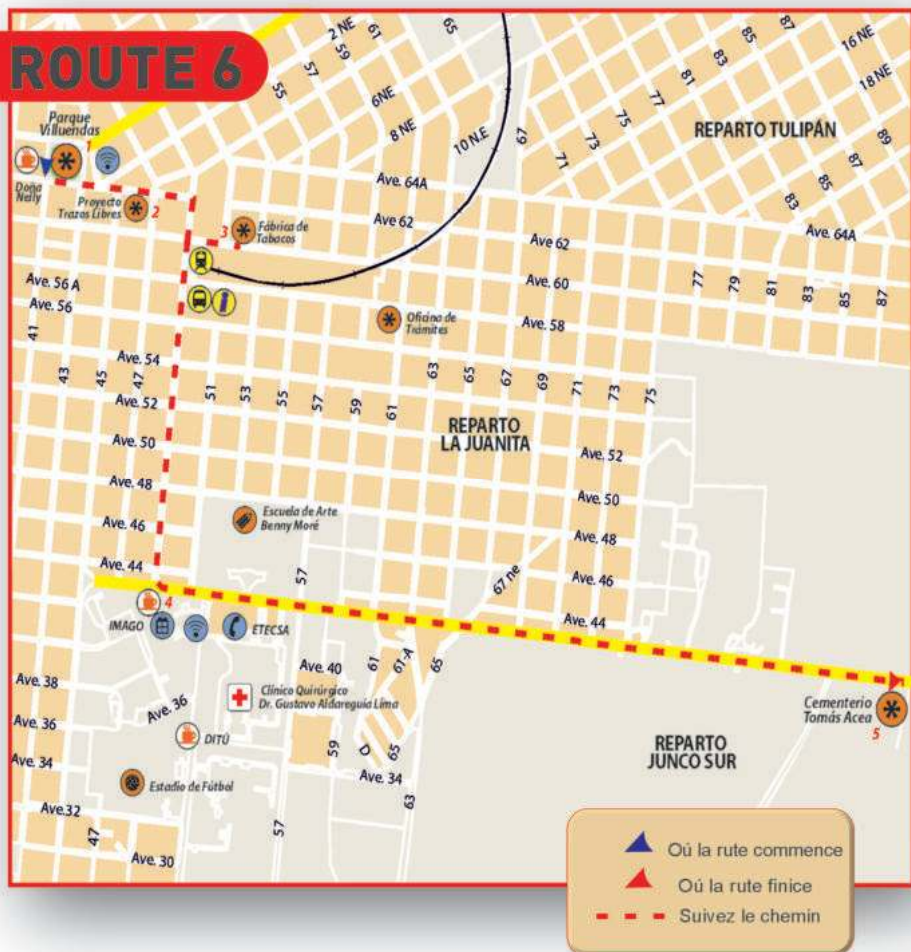 ROUTE 6
2 NE
59
61
65
87
85
83
81
83
16 NE
18 NE
55
57
6NE
8 NE
10 N.E
67
77
75
73
71
89
87
85
83
REPARTO TULIPÁN
Parque
Villuendas
1
Doña
Nelly
Proyecto
Trazos Libres
2
3
Fábrica de
Tabacos
Ave. 64A
Ave 62
Ave 62
Ave. 64A
Ave. 60
Ave. 58
77
79
81
83
85
87
Ave. 56 A
Ave. 56
Oficina de
Trámites
41
43
45
47
Ave. 54
51
53
55
57
59
61
63
65
67
69
71
73
75
Ave. 52
Ave. 50
Ave. 48
Ave. 46
Ave. 44
REPARTO
LA JUANITA
Ave. 52
Ave. 50
Ave. 48
Ave. 46
Ave. 44
Escuela de Arte
Benny Moré
57
67 ne
4
IMAGO
ETECSA
Ave. 40
61
61-A
65
Ave. 38
Ave. 36
Ave. 34
Ave. 36
Clínico Quirúrgico
Dr. Gustavo Aldareguía Lima
DITÚ
59
D
65
Ave. 34
63
Estadio de Fútbol
Ave.32
47
Ave. 30
57
REPARTO
JUNCO SUR
Cementerio
Tomás Acea
5
Oú la rute commence
Oú la rute finice
Suivez le chemin